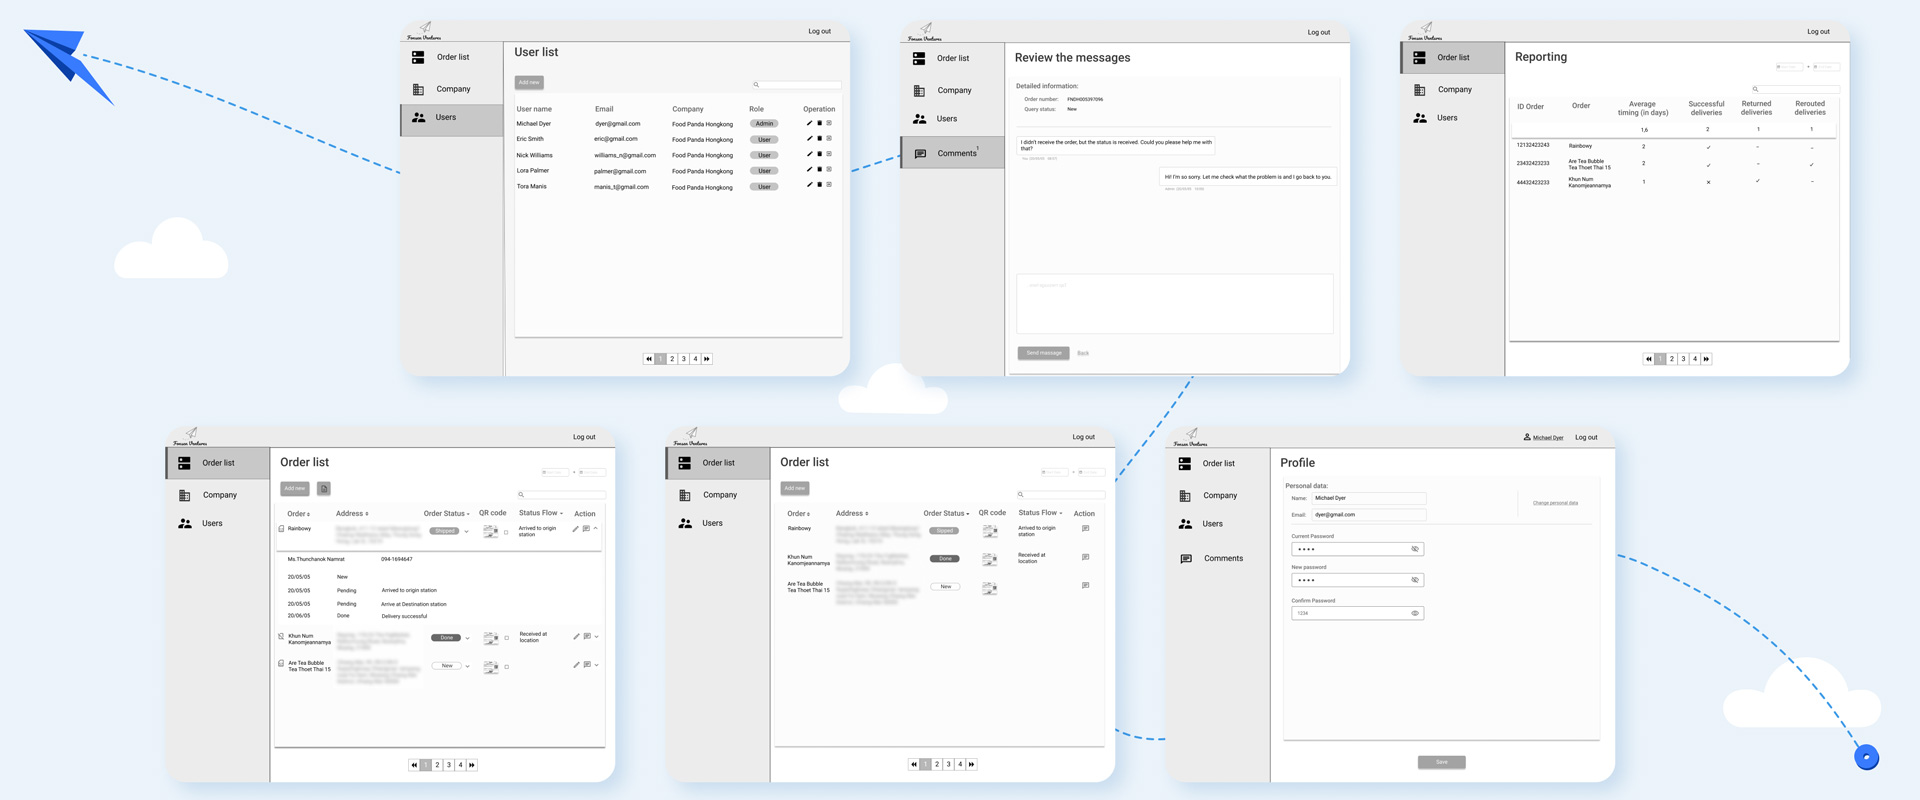 Fonsen Ventures
Log out
Order list
Company
Users
User list
Add new
User name Email Company Role Operation
Michael Dyer dyer@gmail.com Food Panda Hongkong Admin
Eric Smith eric@gmail.com Food Panda Hongkong User
Nick Williams williams_n@gmail.com Food Panda Hongkong User
Lora Palmer palmer@gmail.com Food Panda Hongkong User
Tora Manis manis_t@gmail.com Food Panda Hongkong User
1 2 3 4
Fonsen Ventures
Log out
Order list
Company
Users
Comments 1
Review the messages
Detailed information:
Order number: FNDH005397096
Query status: New
I didn't receive the order, but the status is received. Could you please help me with
that?
Hi! I'm so sorry. Let me check what the problem is and I go back to you.
Send message Back
Fonsen Ventures
Log out
Order list
Company
Users
Reporting
ID Order Order Average timing (in days) Successful deliveries Returned deliveries Rerouted deliveries
1,6 2 1 1
12132423243 Rainbowy 2 ✓ - -
23432423233 Are Tea Bubble Tea Thoet Thai 15 2 ✓ - ✓
44432423233 Khun Num Kanomjeannamya 1 ✕ ✓ -
1 2 3 4
Fonsen Ventures
Log out
Order list
Company
Users
Order list
Add new
Order Address Order Status QR code Status Flow Action
Rainbowy Shipped Arrived to origin station
Ms.Thunchanok Namrat 094-1694647
20/05/05 New
20/05/05 Pending Arrived to origin station
20/05/05 Pending Arrive at Destination station
20/06/05 Done Delivery successful
Khun Num Kanomjeannamya Done Received at location
Are Tea Bubble Tea Thoet Thai 15 New
1 2 3 4
Fonsen Ventures
Log out
Order list
Company
Users
Order list
Add new
Order Address Order Status QR code Status Flow Action
Rainbowy Arrived to origin station
Khun Num Kanomjeannamya Done Received at location
Are Tea Bubble Tea Thoet Thai 15 New
1 2 3 4
Fonsen Ventures
Michael Dyer Log out
Order list
Company
Users
Comments
Profile
Personal data:
Name: Michael Dyer
Email: dyer@gmail.com
Change personal data
Current Password
New password
Confirm Password
1234
Save